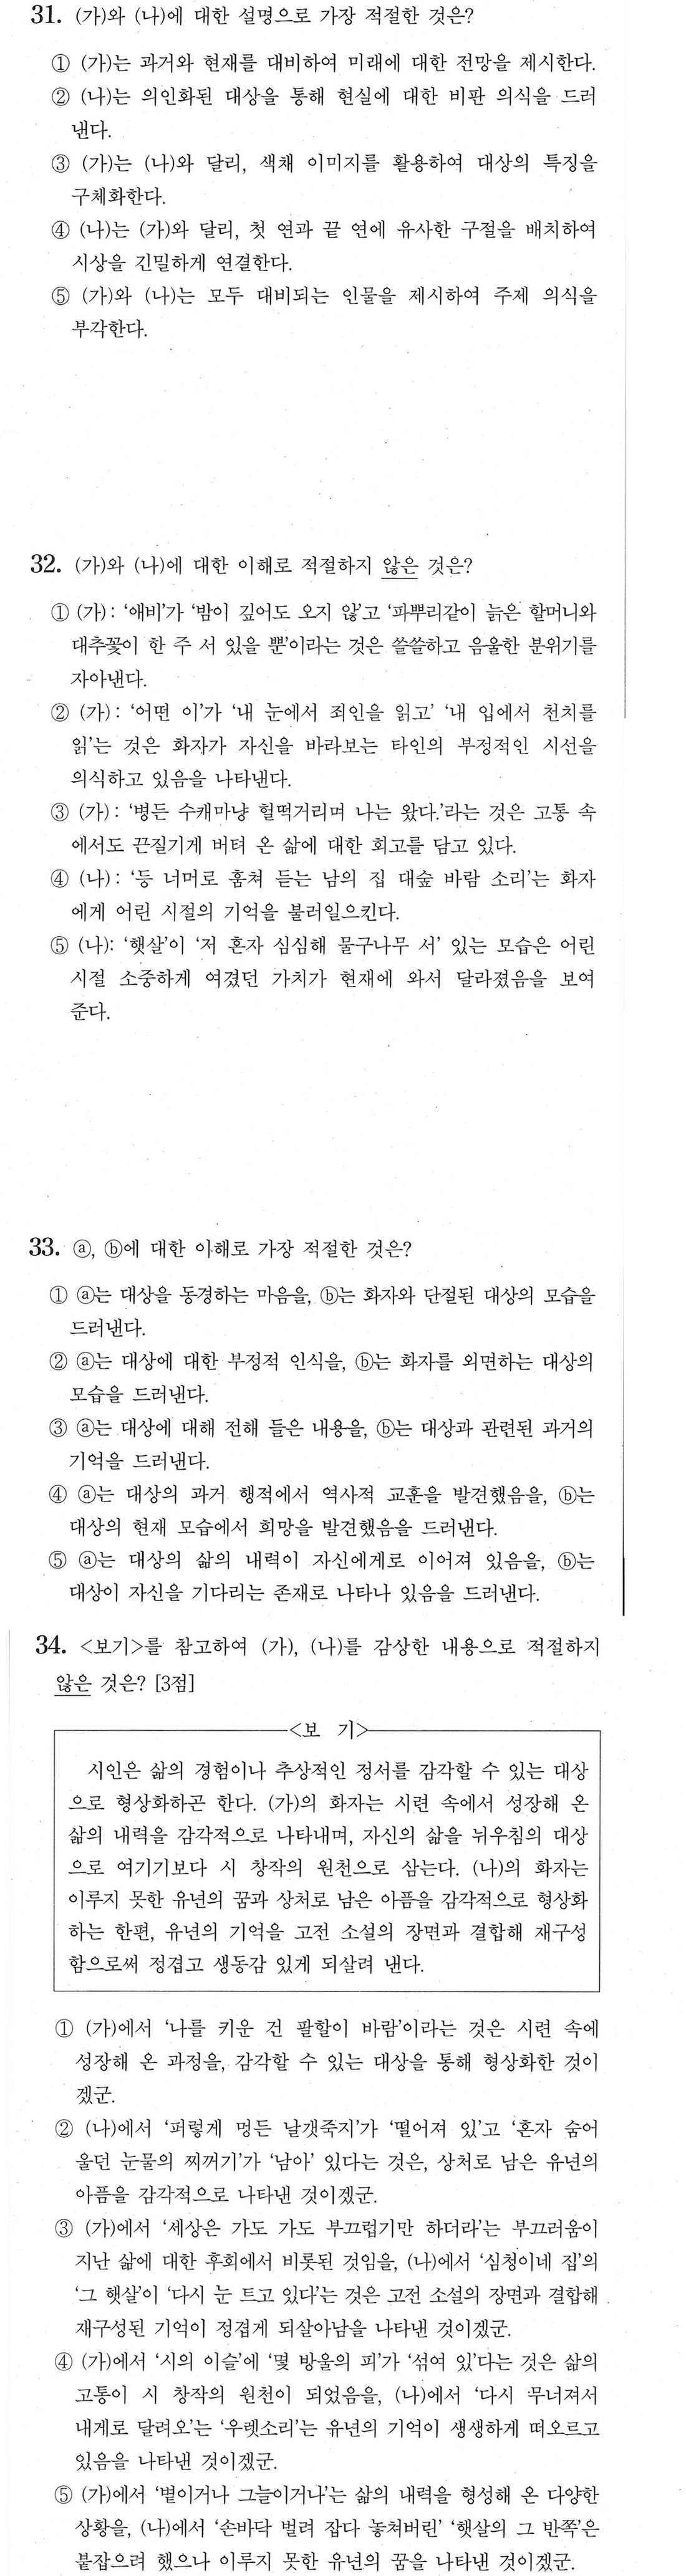 31. (가)와 (나)에 대한 설명으로 가장 적절한 것은?
① (가)는 과거와 현재를 대비하여 미래에 대한 전망을 제시한다.
② (나)는 의인화된 대상을 통해 현실에 대한 비판 의식을 드러
낸다.
③ (가)는 (나)와 달리, 색채 이미지를 활용하여 대상의 특징을
구체화한다.
④ (나)는 (가)와 달리, 첫 연과 끝 연에 유사한 구절을 배치하여
시상을 긴밀하게 연결한다.
⑤ (가)와 (나)는 모두 대비되는 인물을 제시하여 주제 의식을
부각한다.
32. (가)와 (나)에 대한 이해로 적절하지 않은 것은?
① (가): ‘애비’가 ‘밤이 깊어도 오지 않’고 ‘파뿌리같이 늙은 할머니와
대추꽃이 한 주 서 있을 뿐’이라는 것은 쓸쓸하고 음울한 분위기를
자아낸다.
② (가): ‘어떤 이’가 ‘내 눈에서 죄인을 읽고’ ‘내 입에서 천치를
읽’는 것은 화자가 자신을 바라보는 타인의 부정적인 시선을
의식하고 있음을 나타낸다.
③ (가): ‘병든 수캐마냥 헐떡거리며 나는 왔다.’라는 것은 고통 속
에서도 끈질기게 버텨 온 삶에 대한 회고를 담고 있다.
④ (나): ‘등 너머로 훔쳐 듣는 남의 집 대숲 바람 소리’는 화자
에게 어린 시절의 기억을 불러일으킨다.
⑤ (나): ‘햇살’이 ‘저 혼자 심심해 물구나무 서’ 있는 모습은 어린
시절 소중하게 여겼던 가치가 현재에 와서 달라졌음을 보여
준다.
33. ⓐ, ⓑ에 대한 이해로 가장 적절한 것은?
① ⓐ는 대상을 동경하는 마음을, ⓑ는 화자와 단절된 대상의 모습을
드러낸다.
② ⓐ는 대상에 대한 부정적 인식을, ⓑ는 화자를 외면하는 대상의
모습을 드러낸다.
③ ⓐ는 대상에 대해 전해 들은 내용을, ⓑ는 대상과 관련된 과거의
기억을 드러낸다.
④ ⓐ는 대상의 과거 행적에서 역사적 교훈을 발견했음을, ⓑ는
대상의 현재 모습에서 희망을 발견했음을 드러낸다.
⑤ ⓐ는 대상의 삶의 내력이 자신에게로 이어져 있음을, ⓑ는
대상이 자신을 기다리는 존재로 나타나 있음을 드러낸다.
34. <보기>를 참고하여 (가), (나)를 감상한 내용으로 적절하지
않은 것은? [3점]
<보 기>
시인은 삶의 경험이나 추상적인 정서를 감각할 수 있는 대상
으로 형상화하곤 한다. (가)의 화자는 시련 속에서 성장해 온
삶의 내력을 감각적으로 나타내며, 자신의 삶을 뉘우침의 대상
으로 여기기보다 시 창작의 원천으로 삼는다. (나)의 화자는
이루지 못한 유년의 꿈과 상처로 남은 아픔을 감각적으로 형상화
하는 한편, 유년의 기억을 고전 소설의 장면과 결합해 재구성
함으로써 정겹고 생동감 있게 되살려 낸다.
① (가)에서 ‘나를 키운 건 팔할이 바람’이라는 것은 시련 속에
성장해 온 과정을, 감각할 수 있는 대상을 통해 형상화한 것이
겠군.
② (나)에서 ‘퍼렇게 멍든 날갯죽지’가 ‘떨어져 있’고 ‘혼자 숨어
울던 눈물의 찌꺼기’가 ‘남아’ 있다는 것은, 상처로 남은 유년의
아픔을 감각적으로 나타낸 것이겠군.
③ (가)에서 ‘세상은 가도 가도 부끄럽기만 하더라’는 부끄러움이
지난 삶에 대한 후회에서 비롯된 것임을, (나)에서 ‘심청이네 집’의
‘그 햇살’이 ‘다시 눈 트고 있다’는 것은 고전 소설의 장면과 결합해
재구성된 기억이 정겹게 되살아남을 나타낸 것이겠군.
④ (가)에서 ‘시의 이슬’에 ‘몇 방울의 피’가 ‘섞여 있’다는 것은 삶의
고통이 시 창작의 원천이 되었음을, (나)에서 ‘다시 무너져서
내게로 달려오’는 ‘우렛소리’는 유년의 기억이 생생하게 떠오르고
있음을 나타낸 것이겠군.
⑤ (가)에서 ‘볕이거나 그늘이거나’는 삶의 내력을 형성해 온 다양한
상황을, (나)에서 ‘손바닥 벌려 잡다 놓쳐버린’ ‘햇살의 그 반쪽’은
붙잡으려 했으나 이루지 못한 유년의 꿈을 나타낸 것이겠군.